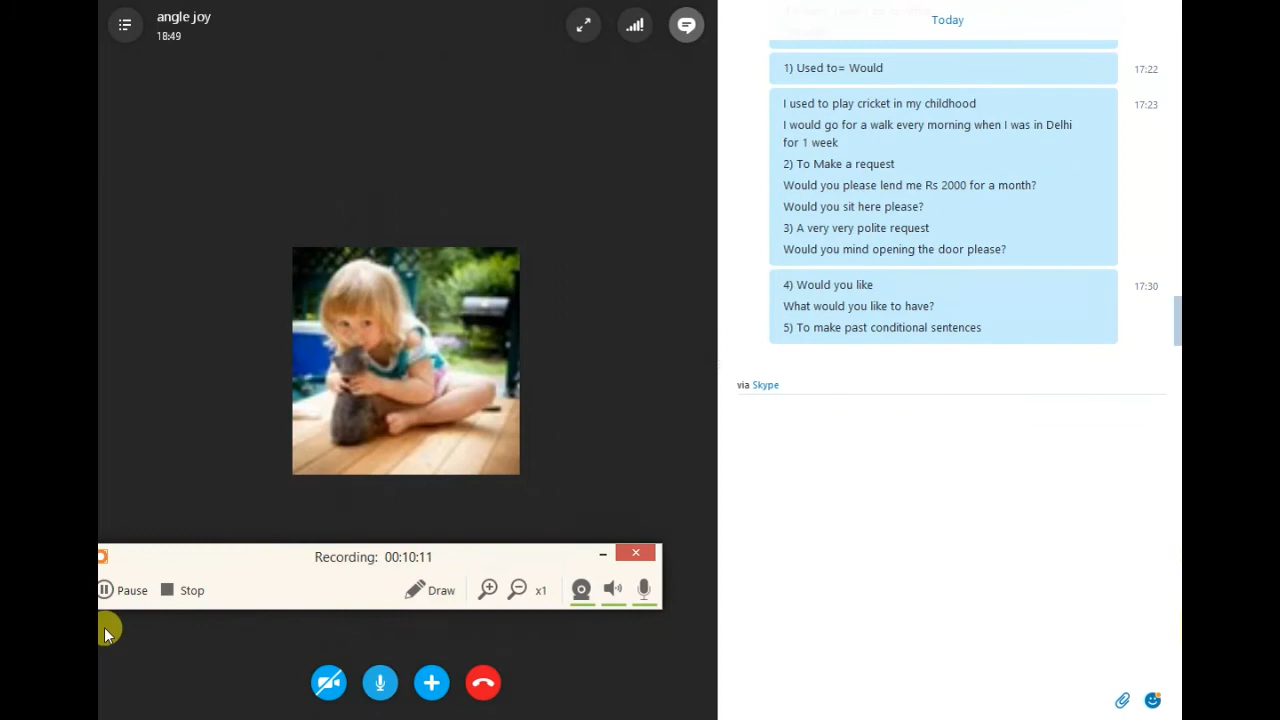 angle joy
18:49
Recording: 00:10:11
Pause
Stop
Draw
x1
Today
1) Used to= Would
17:22
I used to play cricket in my childhood
17:23
I would go for a walk every morning when I was in Delhi
for 1 week
2) To Make a request
Would you please lend me Rs 2000 for a month?
Would you sit here please?
3) A very very polite request
Would you mind opening the door please?
4) Would you like
17:30
What would you like to have?
5) To make past conditional sentences
via Skype